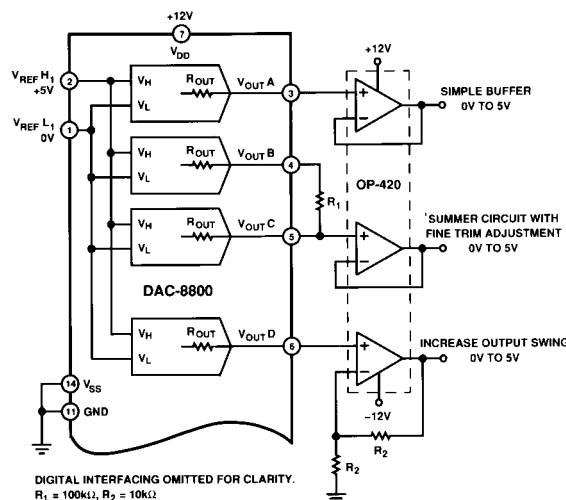 +12V
7
VDD
VREF H1
+5V
2
VH
VL
ROUT
VOUT A
3
+12V
+
−
SIMPLE BUFFER
0V TO 5V
VREF L1
0V
1
VH
VL
ROUT
VOUT B
4
R1
OP-420
VH
VL
ROUT
VOUT C
5
+
−
'SUMMER CIRCUIT WITH
FINE TRIM ADJUSTMENT
0V TO 5V
DAC-8800
VH
VL
ROUT
VOUT D
6
+
−
−12V
INCREASE OUTPUT SWING
0V TO 5V
14
VSS
11
GND
R2
R2
DIGITAL INTERFACING OMITTED FOR CLARITY.
R1 = 100kΩ, R2 = 10kΩ